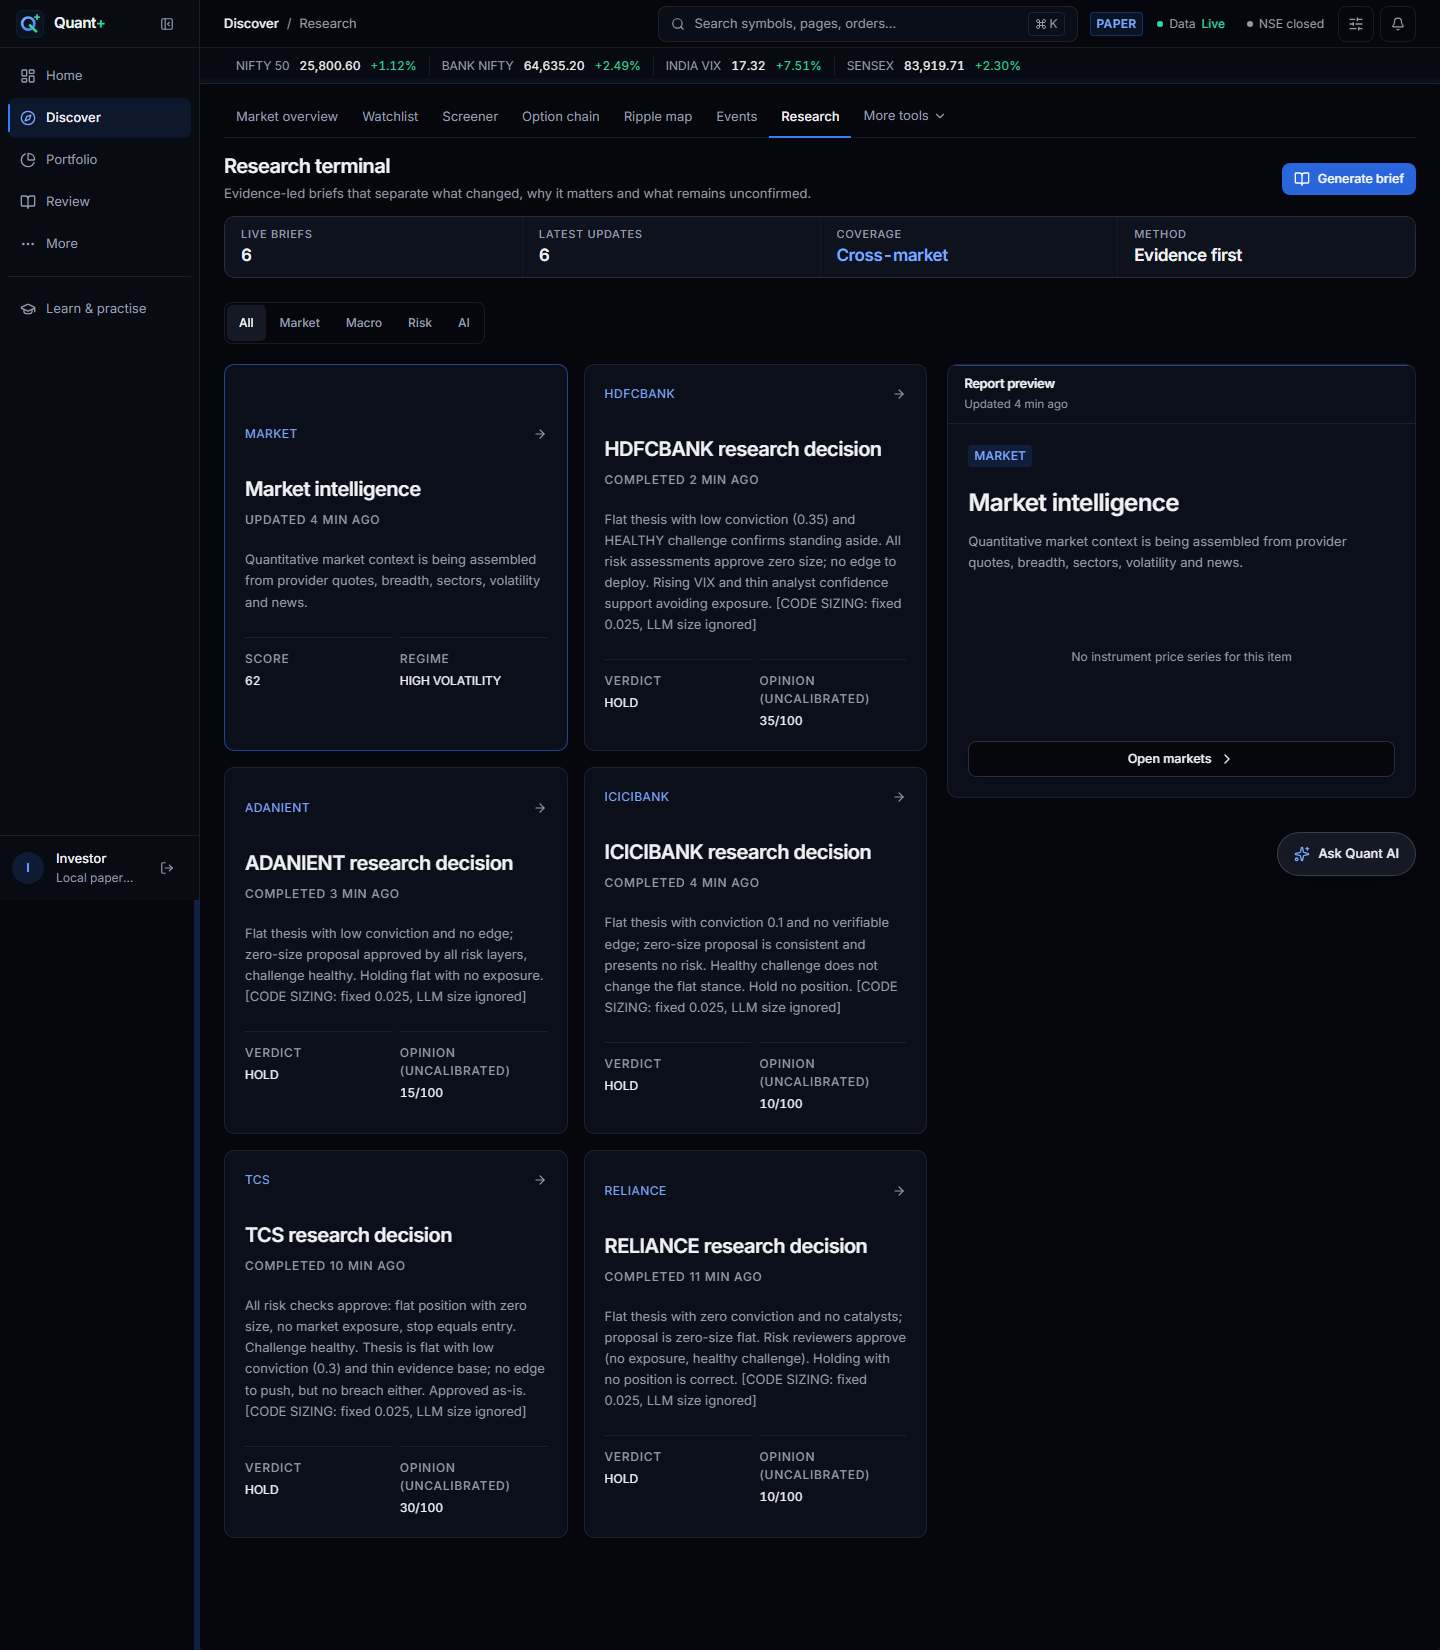 Quant+
Home
Discover
Portfolio
Review
More
Learn & practise
Investor
Local paper...
I
Discover / Research
Search symbols, pages, orders...
⌘ K
PAPER
Data Live
NSE closed
NIFTY 50 25,800.60 +1.12%
BANK NIFTY 64,635.20 +2.49%
INDIA VIX 17.32 +7.51%
SENSEX 83,919.71 +2.30%
Market overview
Watchlist
Screener
Option chain
Ripple map
Events
Research
More tools
Research terminal
Evidence-led briefs that separate what changed, why it matters and what remains unconfirmed.
Generate brief
LIVE BRIEFS
6
LATEST UPDATES
6
COVERAGE
Cross-market
METHOD
Evidence first
All
Market
Macro
Risk
AI
MARKET
Market intelligence
UPDATED 4 MIN AGO
Quantitative market context is being assembled
from provider quotes, breadth, sectors, volatility
and news.
SCORE
62
REGIME
HIGH VOLATILITY
HDFCBANK
HDFCBANK research decision
COMPLETED 2 MIN AGO
Flat thesis with low conviction (0.35) and
HEALTHY challenge confirms standing aside. All
risk assessments approve zero size; no edge to
deploy. Rising VIX and thin analyst confidence
support avoiding exposure. [CODE SIZING: fixed
0.025, LLM size ignored]
VERDICT
HOLD
OPINION
(UNCALIBRATED)
35/100
ADANIENT
ADANIENT research decision
COMPLETED 3 MIN AGO
Flat thesis with low conviction and no edge;
zero-size proposal approved by all risk layers,
challenge healthy. Holding flat with no exposure.
[CODE SIZING: fixed 0.025, LLM size ignored]
VERDICT
HOLD
OPINION
(UNCALIBRATED)
15/100
ICICIBANK
ICICIBANK research decision
COMPLETED 4 MIN AGO
Flat thesis with conviction 0.1 and no verifiable
edge; zero-size proposal is consistent and
presents no risk. Healthy challenge does not
change the flat stance. Hold no position. [CODE
SIZING: fixed 0.025, LLM size ignored]
VERDICT
HOLD
OPINION
(UNCALIBRATED)
10/100
TCS
TCS research decision
COMPLETED 10 MIN AGO
All risk checks approve: flat position with zero
size, no market exposure, stop equals entry.
Challenge healthy. Thesis is flat with low
conviction (0.3) and thin evidence base; no edge
to push, but no breach either. Approved as-is.
[CODE SIZING: fixed 0.025, LLM size ignored]
VERDICT
HOLD
OPINION
(UNCALIBRATED)
30/100
RELIANCE
RELIANCE research decision
COMPLETED 11 MIN AGO
Flat thesis with zero conviction and no catalysts;
proposal is zero-size flat. Risk reviewers approve
(no exposure, healthy challenge). Holding with
no position is correct. [CODE SIZING: fixed
0.025, LLM size ignored]
VERDICT
HOLD
OPINION
(UNCALIBRATED)
10/100
Report preview
Updated 4 min ago
MARKET
Market intelligence
Quantitative market context is being assembled from provider
quotes, breadth, sectors, volatility and news.
No instrument price series for this item
Open markets
Ask Quant AI